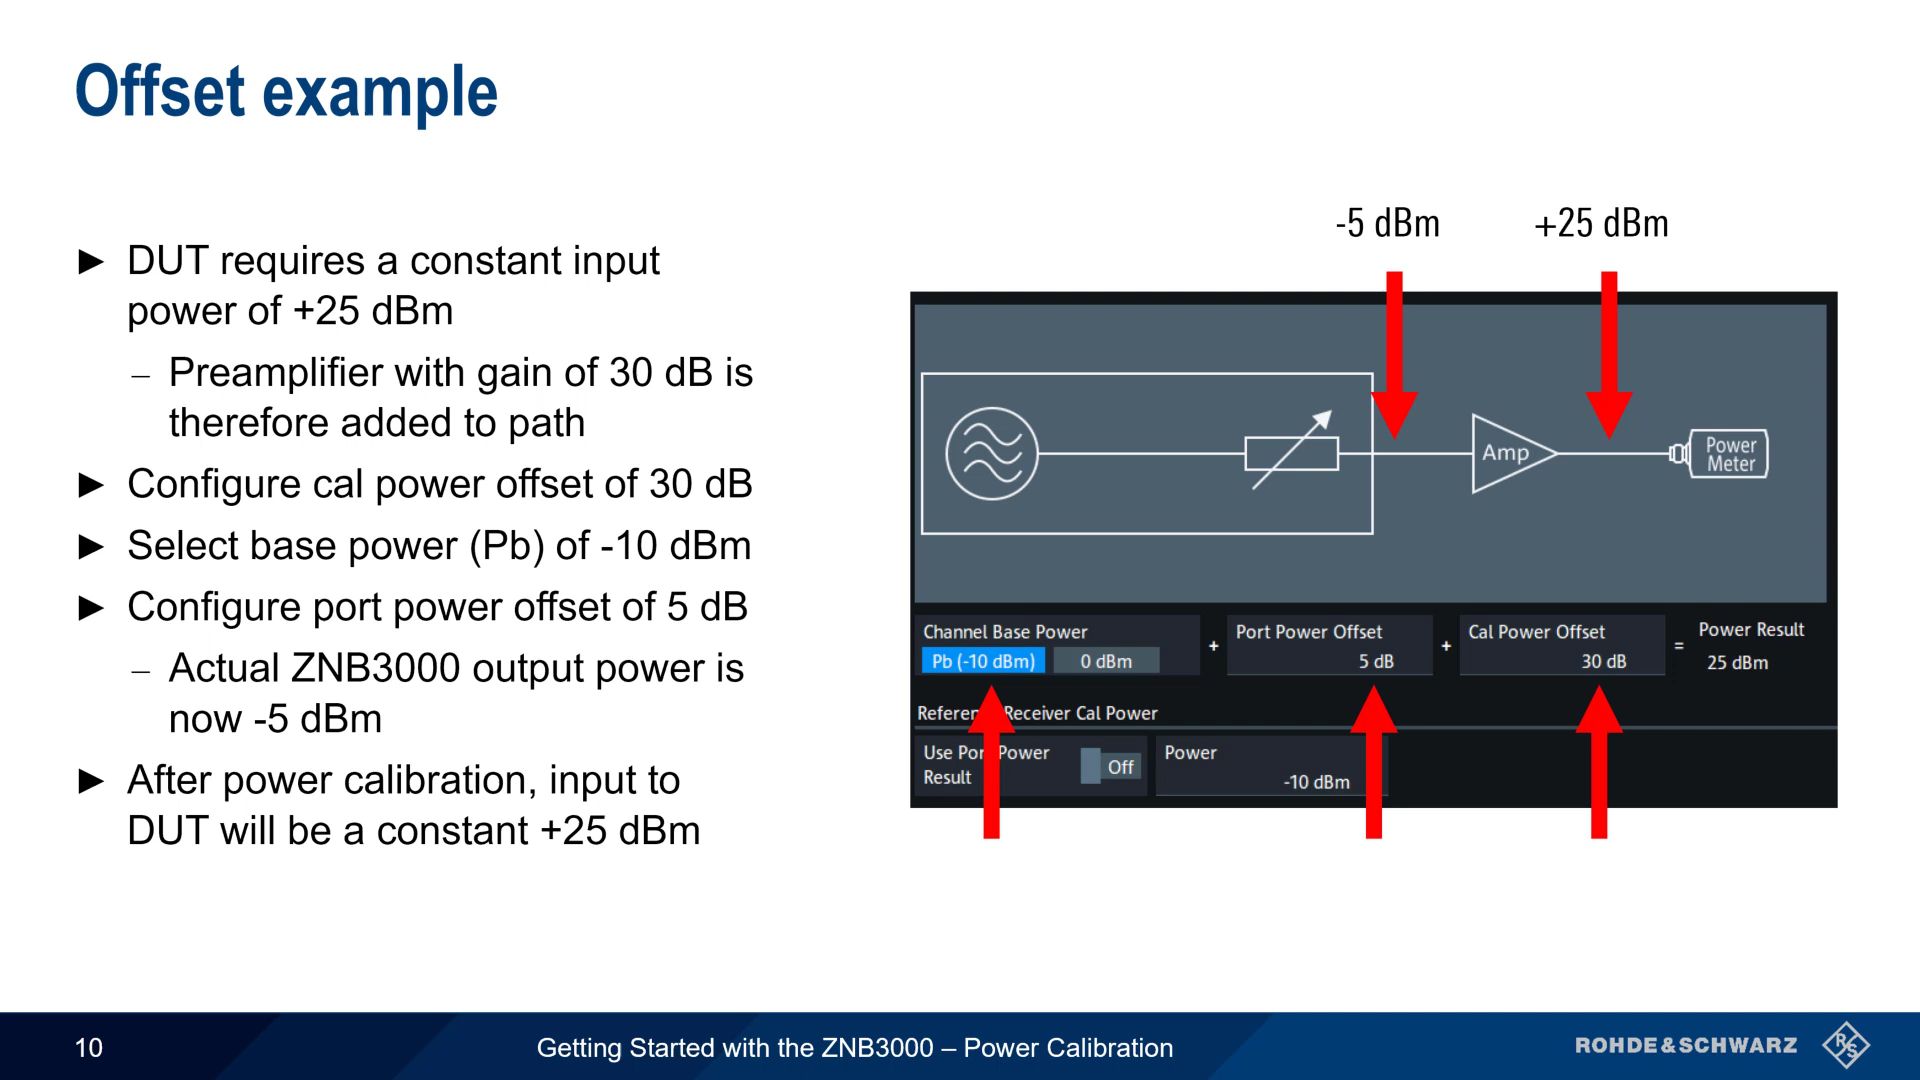 Offset example
► DUT requires a constant input
power of +25 dBm
– Preamplifier with gain of 30 dB is
therefore added to path
► Configure cal power offset of 30 dB
► Select base power (Pb) of -10 dBm
► Configure port power offset of 5 dB
– Actual ZNB3000 output power is
now -5 dBm
► After power calibration, input to
DUT will be a constant +25 dBm
-5 dBm
+25 dBm
Amp
Power
Meter
Channel Base Power
Pb (-10 dBm)
0 dBm
+
Port Power Offset
5 dB
+
Cal Power Offset
30 dB
=
Power Result
25 dBm
Receiver Cal Power
Use Power
Result
Off
Power
-10 dBm
10
Getting Started with the ZNB3000 – Power Calibration
ROHDE&SCHWARZ
R&S